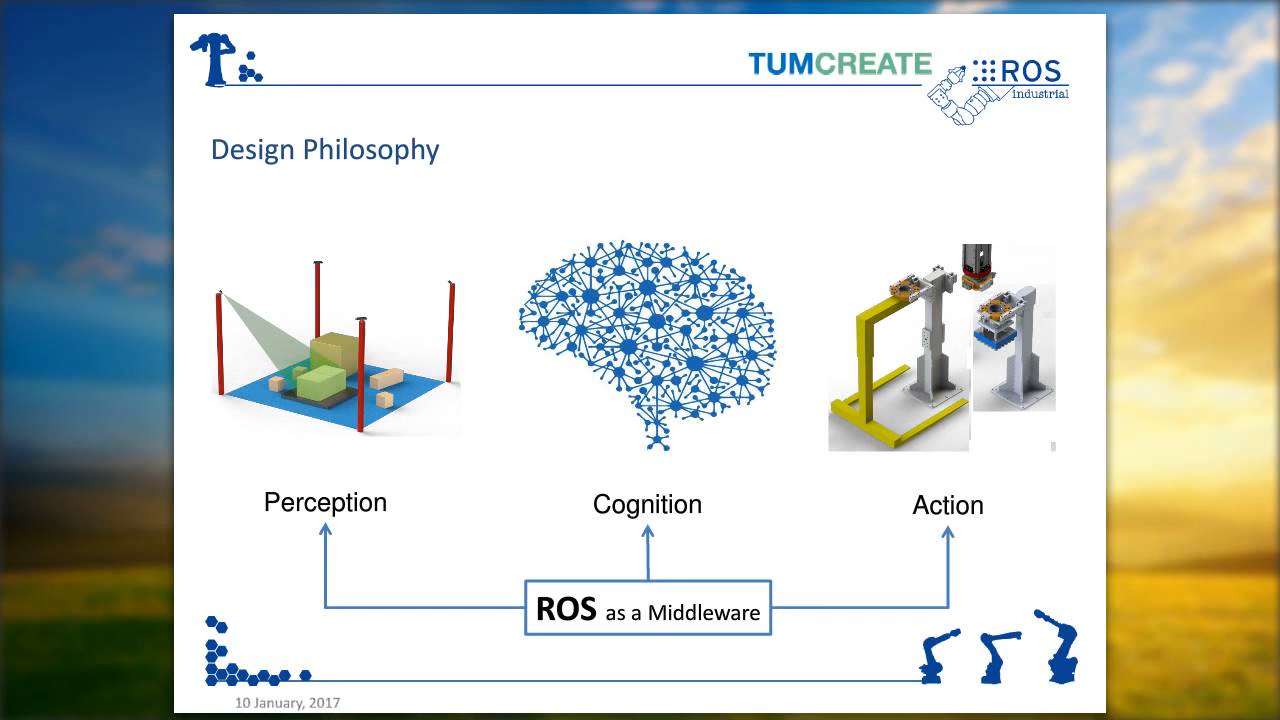 TUMCREATE
ROS
industrial
Design Philosophy
Perception
Cognition
Action
ROS as a Middleware
10 January, 2017